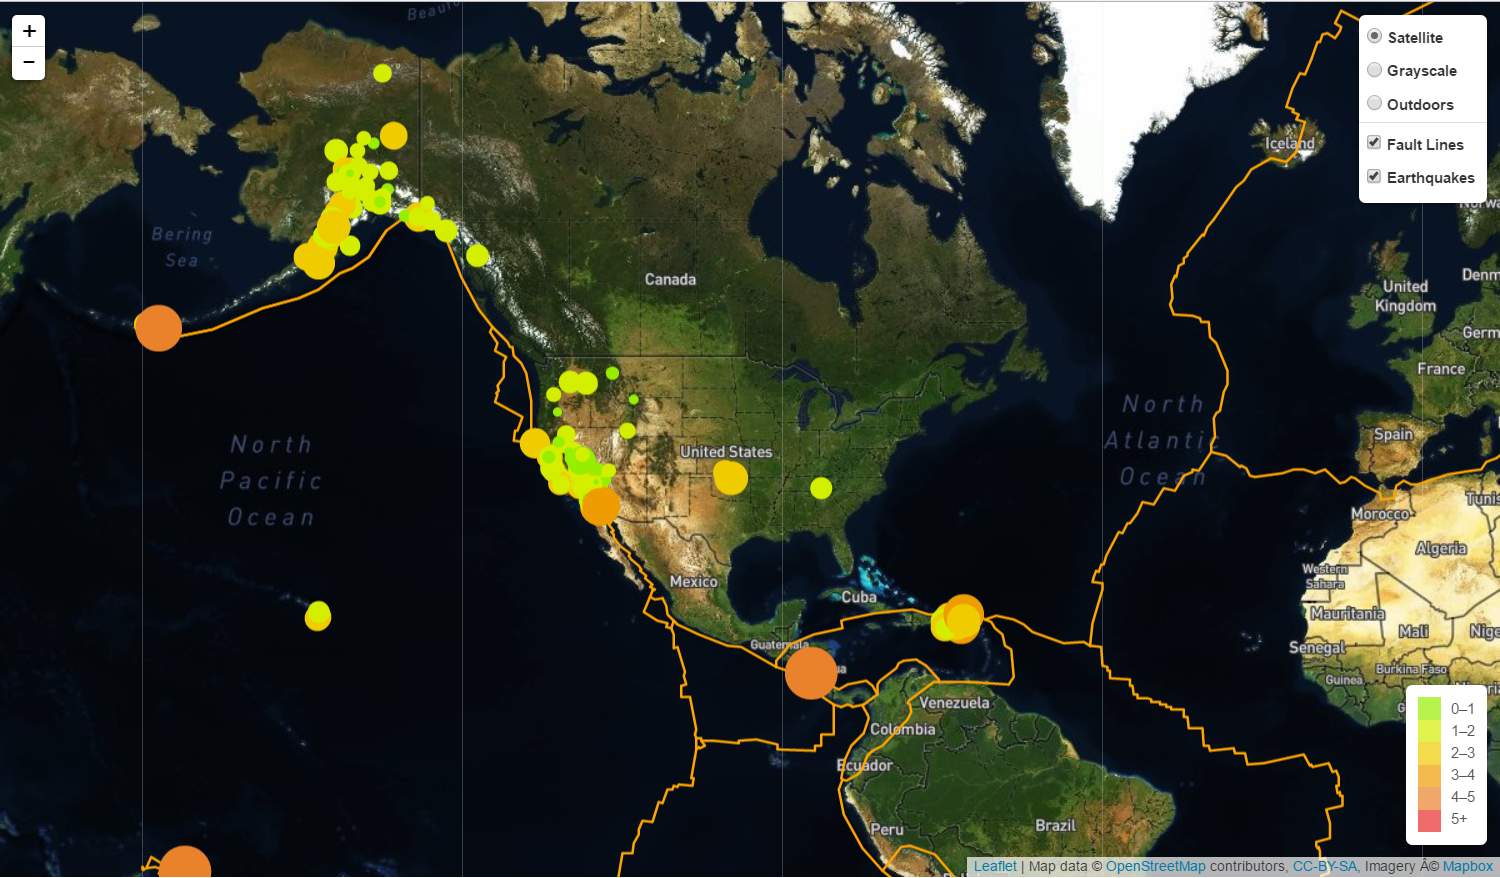 +
−
Beaufo
Satellite
Grayscale
Outdoors
Fault Lines
Earthquakes
Iceland
Norwa
Bering
Sea
Canada
United
Kingdom
Denm
Germ
France
North
Pacific
Ocean
United States
North
Atlantic
Ocean
Spain
Tunis
Morocco
Algeria
Western
Sahara
Mexico
Cuba
Mauritania
Mali
Nige
Guatemala
ua
Senegal
Burkina Faso
Guinea
Venezuela
Colombia
Ecuador
Peru
Brazil
0–1
1–2
2–3
3–4
4–5
5+
Leaflet | Map data © OpenStreetMap contributors, CC-BY-SA, Imagery Â© Mapbox